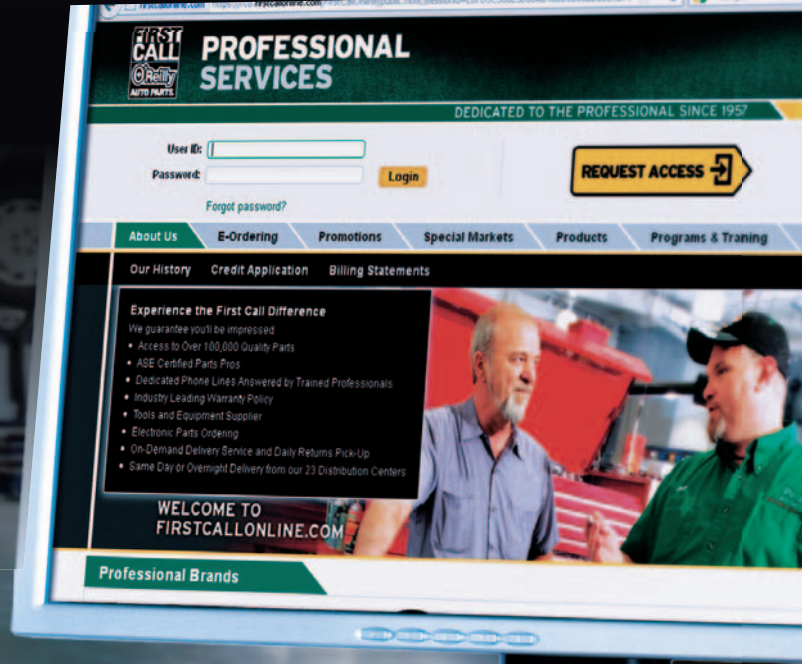 firstcallonline.com
FIRST
CALL
O'Reilly
AUTO PARTS.
PROFESSIONAL
SERVICES
DEDICATED TO THE PROFESSIONAL SINCE 1957
User ID:
Password:
Login
Forgot password?
REQUEST ACCESS
About Us E-Ordering Promotions Special Markets Products Programs & Traning
Our History Credit Application Billing Statements
Experience the First Call Difference
We guarantee you'll be impressed
• Access to Over 100,000 Quality Parts
• ASE Certified Parts Pros
• Dedicated Phone Lines Answered by Trained Professionals
• Industry Leading Warranty Policy
• Tools and Equipment Supplier
• Electronic Parts Ordering
• On-Demand Delivery Service and Daily Returns Pick-Up
• Same Day or Overnight Delivery from our 23 Distribution Centers
WELCOME TO
FIRSTCALLONLINE.COM
Professional Brands